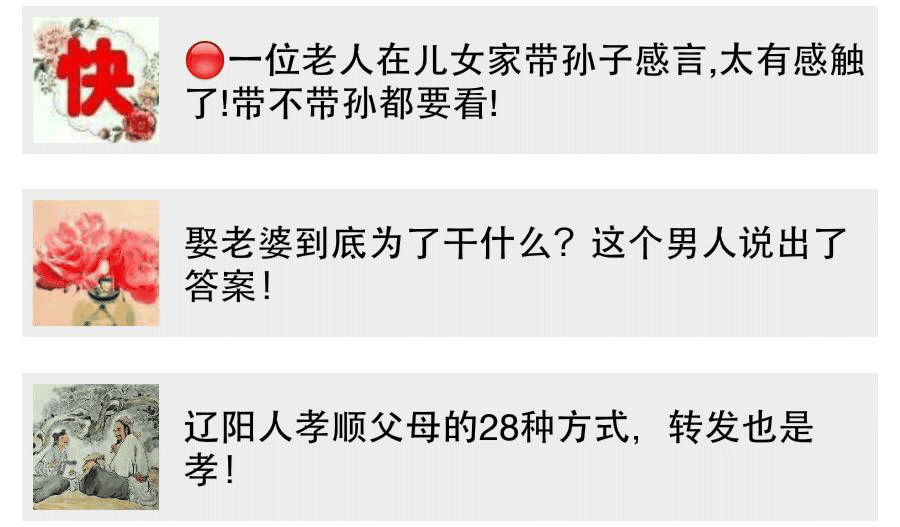 快
一位老人在儿女家带孙子感言,太有感触
了!带不带孙都要看!
娶老婆到底为了干什么？这个男人说出了
答案！
辽阳人孝顺父母的28种方式，转发也是
孝！